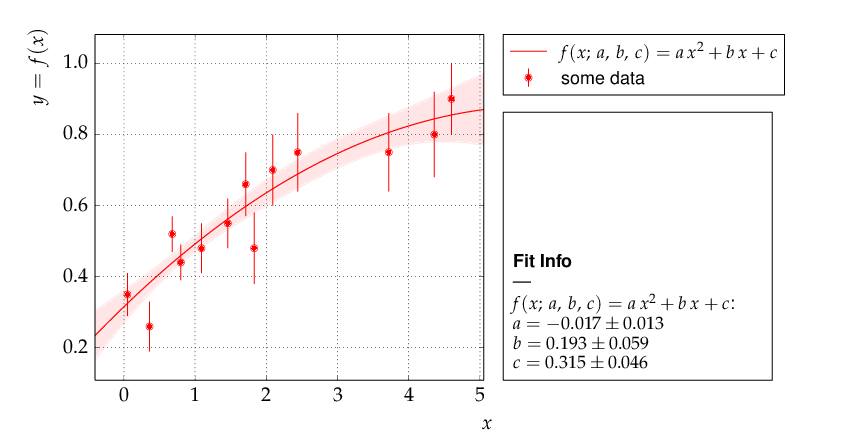 y = f(x)
1.0
0.8
0.6
0.4
0.2
0 1 2 3 4 5
x
f(x; a, b, c) = a x² + b x + c
some data
Fit Info
—
f(x; a, b, c) = a x² + b x + c:
a = −0.017 ± 0.013
b = 0.193 ± 0.059
c = 0.315 ± 0.046